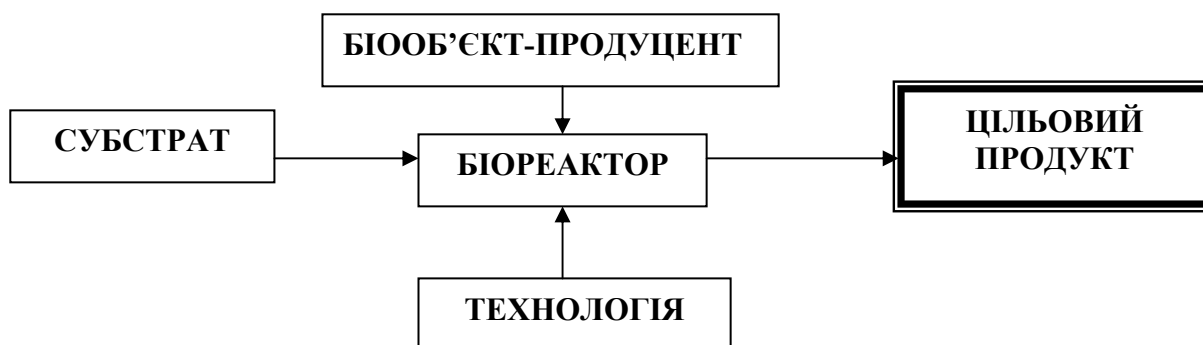 БІООБ’ЄКТ-ПРОДУЦЕНТ
СУБСТРАТ
БІОРЕАКТОР
ЦІЛЬОВИЙ
ПРОДУКТ
ТЕХНОЛОГІЯ